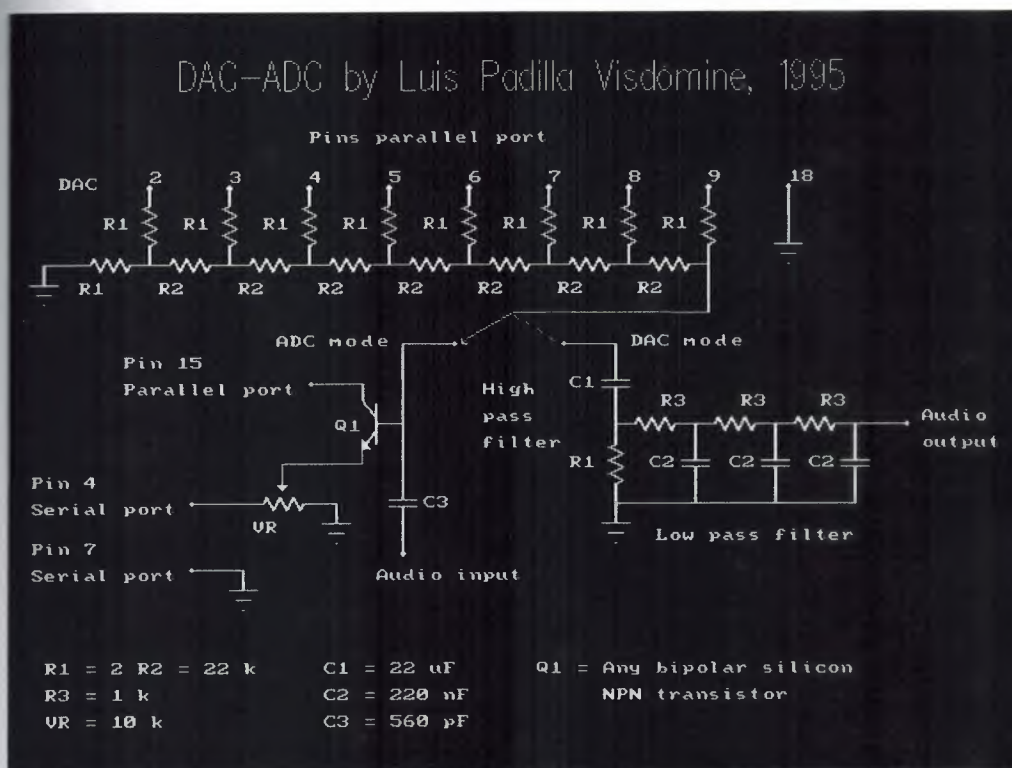 DAC-ADC by Luis Padilla Visdómine, 1995
Pins parallel port
DAC
2 3 4 5 6 7 8 9 18
R1 R1 R1 R1 R1 R1 R1 R1
R1 R2 R2 R2 R2 R2 R2 R2
ADC mode
DAC mode
Pin 15
Parallel port
High
pass
filter
C1
R3 R3 R3
Audio
output
Q1
R1
C2 C2 C2
Pin 4
Serial port
VR
C3
Low pass filter
Pin 7
Serial port
Audio input
R1 = 2 R2 = 22 k
C1 = 22 uF
Q1 = Any bipolar silicon
R3 = 1 k
C2 = 220 nF
NPN transistor
VR = 10 k
C3 = 560 pF